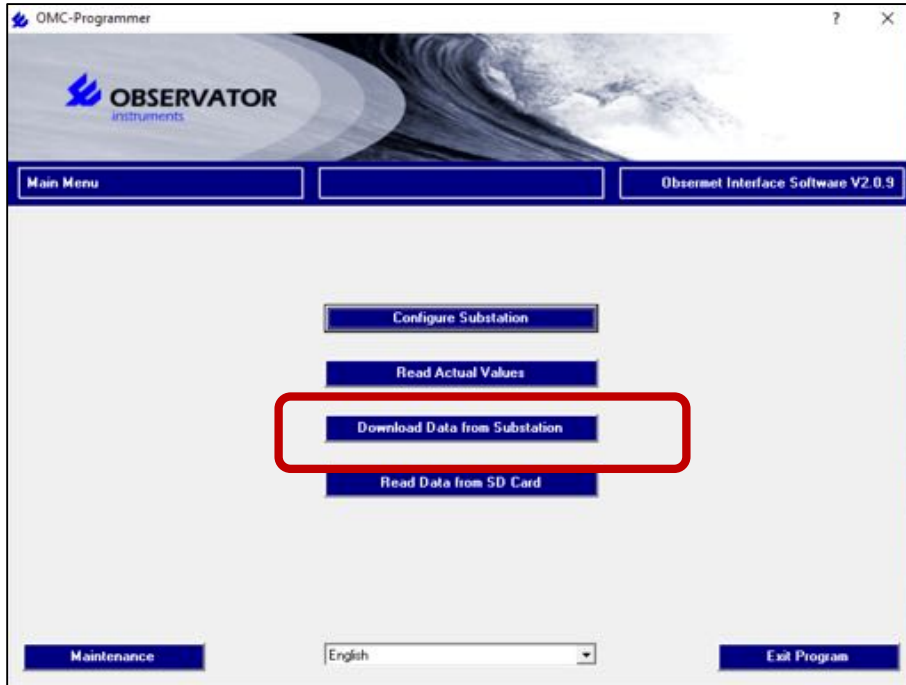 OMC-Programmer
OBSERVATOR
instruments
Main Menu
Obsermet Interface Software V2.0.9
Configure Substation
Read Actual Values
Download Data from Substation
Read Data from SD Card
Maintenance
English
Exit Program